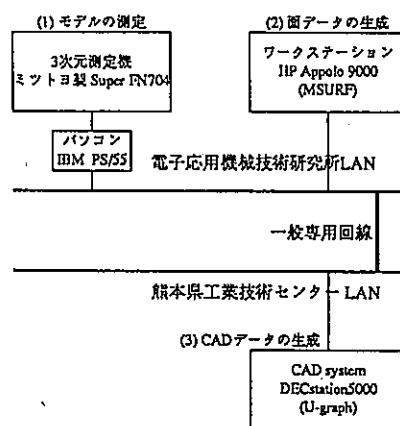 (1) モデルの測定
3次元測定機
ミツトヨ製 Super FN704
パソコン
IBM PS/55
(2) 面データの生成
ワークステーション
HP Appolo 9000
(MSURF)
電子応用機械技術研究所LAN
一般専用回線
熊本県工業技術センターLAN
(3) CADデータの生成
CAD system
DECstation5000
(U-graph)